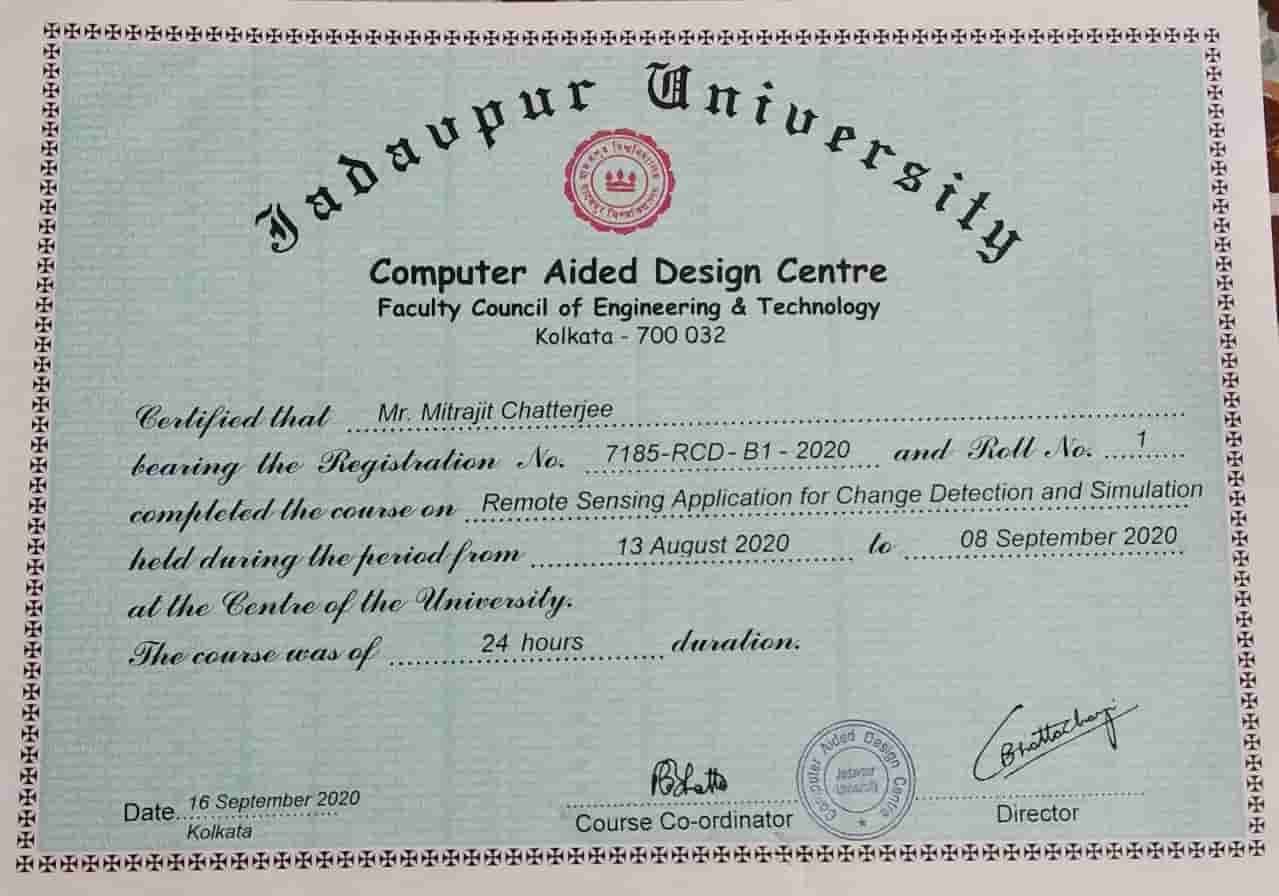 Jadavpur University
যাদবপুর বিশ্ববিদ্যালয়
Computer Aided Design Centre
Faculty Council of Engineering & Technology
Kolkata - 700 032
Certified that Mr. Mitrajit Chatterjee
bearing the Registration No. 7185-RCD-B1-2020 and Roll No. 1
completed the course on Remote Sensing Application for Change Detection and Simulation
held during the period from 13 August 2020 to 08 September 2020
at the Centre of the University.
The course was of 24 hours duration.
Computer Aided Design Centre
Jadavpur University
Bhattacharji
Date 16 September 2020
Kolkata
Course Co-ordinator
Director